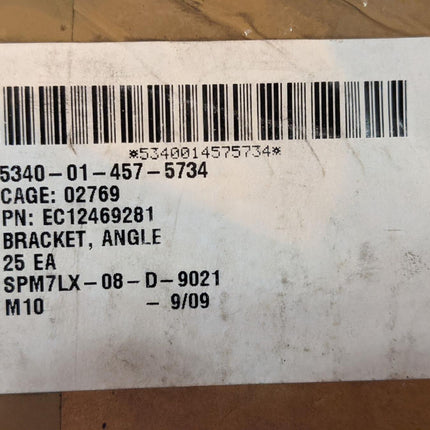 *5340014575734*
5340-01-457-5734
CAGE: 02769
PN: EC12469281
BRACKET, ANGLE
25 EA
SPM7LX-08-D-9021
M10 - 9/09